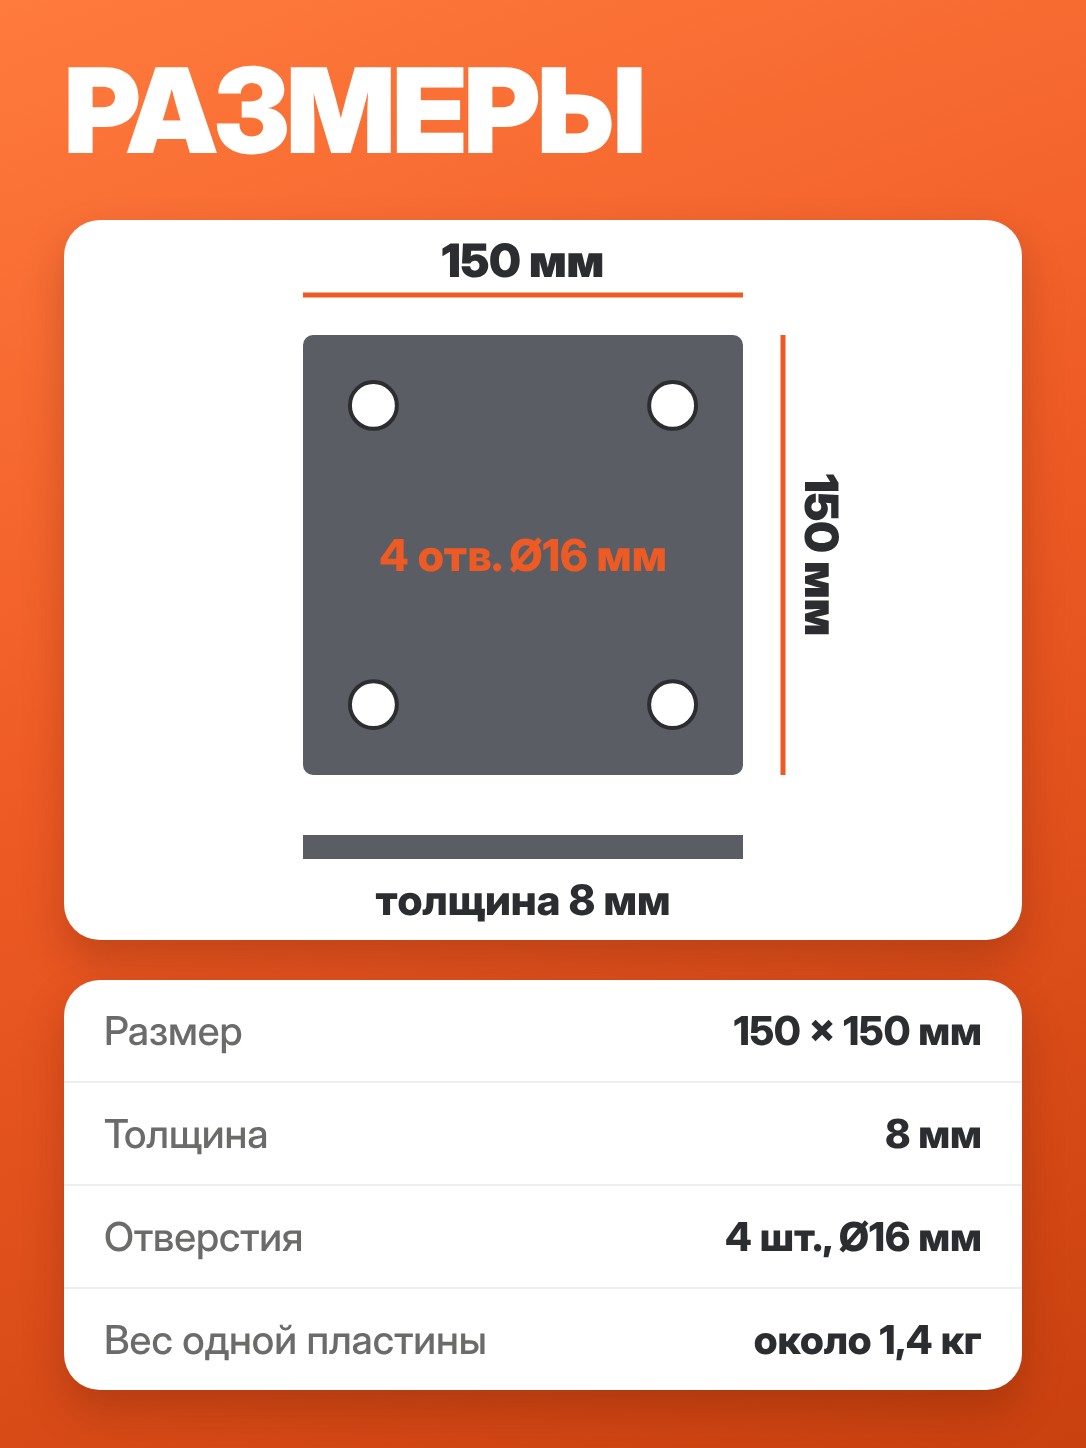 РАЗМЕРЫ
150 мм
150 мм
4 отв. Ø16 мм
толщина 8 мм
Размер 150 × 150 мм
Толщина 8 мм
Отверстия 4 шт., Ø16 мм
Вес одной пластины около 1,4 кг